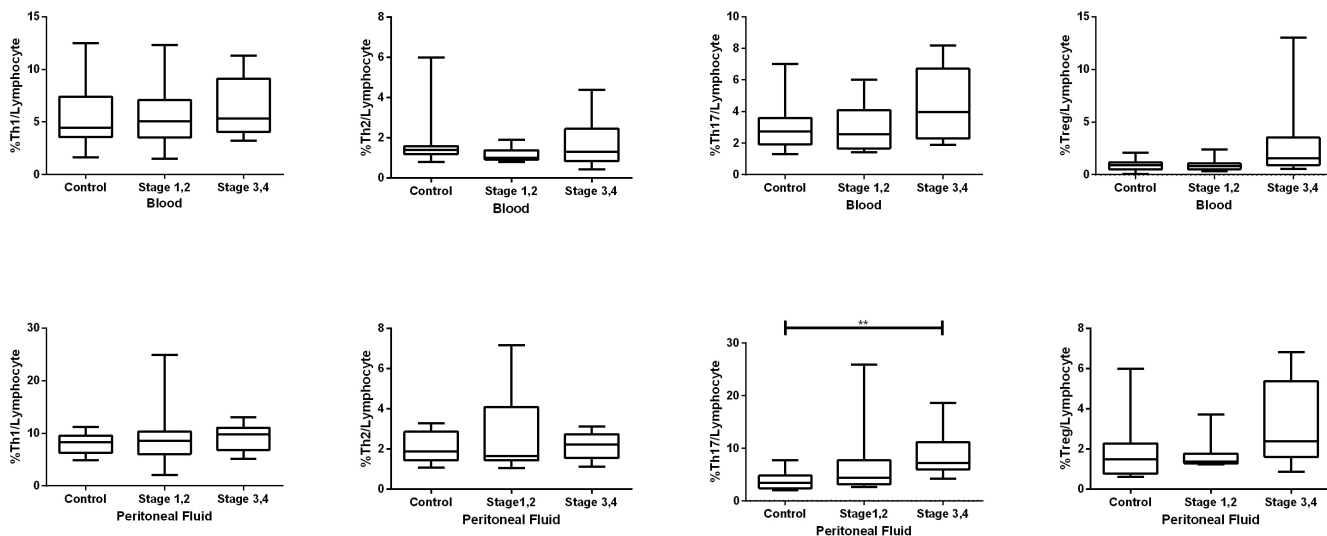 %Th1/Lymphocyte
15
10
5
0
Control Stage 1,2 Stage 3,4
Blood
%Th2/Lymphocyte
8
6
4
2
0
Control Stage 1,2 Stage 3,4
Blood
%Th17/Lymphocyte
10
8
6
4
2
0
Control Stage 1,2 Stage 3,4
Blood
%Treg/Lymphocyte
15
10
5
0
Control Stage 1,2 Stage 3,4
Blood
%Th1/Lymphocyte
30
20
10
0
Control Stage 1,2 Stage 3,4
Peritoneal Fluid
%Th2/Lymphocyte
8
6
4
2
0
Control Stage1,2 Stage 3,4
Peritoneal Fluid
**
%Th17/Lymphocyte
30
20
10
0
Control Stage1,2 Stage 3,4
Peritoneal Fluid
%Treg/Lymphocyte
8
6
4
2
0
Control Stage 1,2 Stage 3,4
Peritoneal Fluid